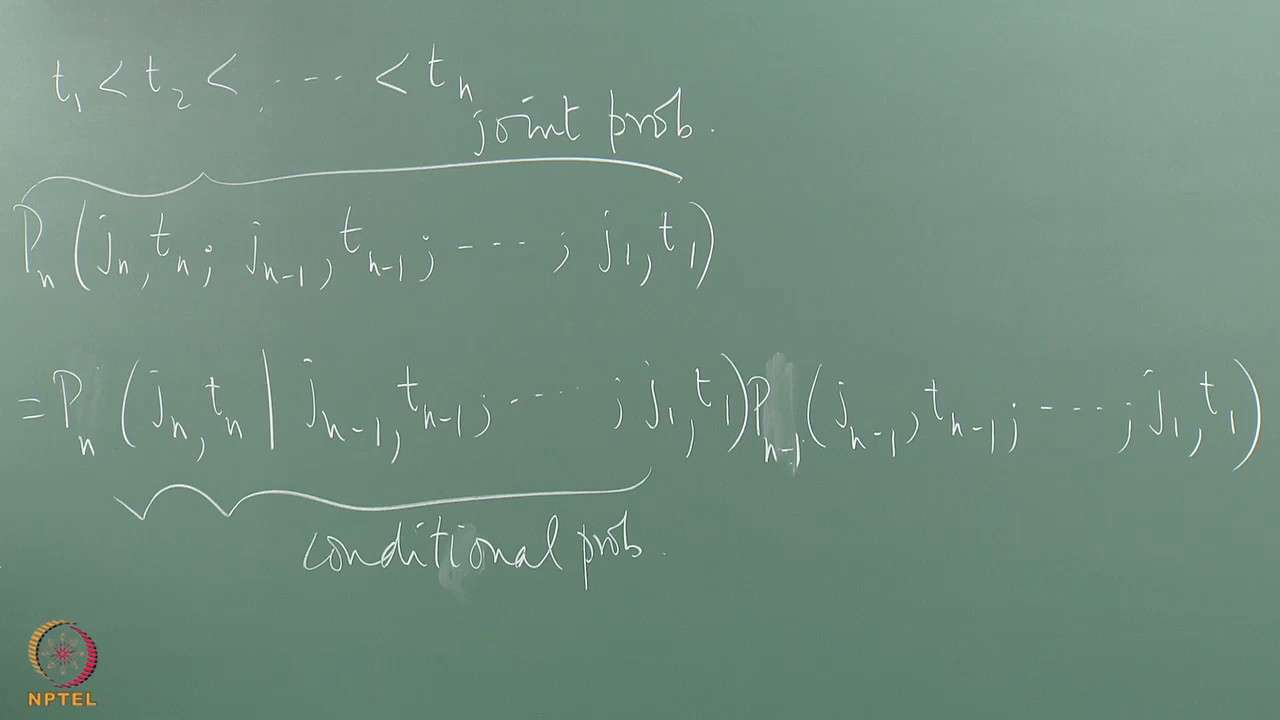 t₁ < t₂ < ---- < tₙ
joint prob.
Pₙ(jₙ, tₙ; jₙ₋₁, tₙ₋₁; ----; j₁, t₁)
= Pₙ(jₙ, tₙ | jₙ₋₁, tₙ₋₁; ----; j₁, t₁) Pₙ₋₁(jₙ₋₁, tₙ₋₁; ----; j₁, t₁)
conditional prob.
NPTEL